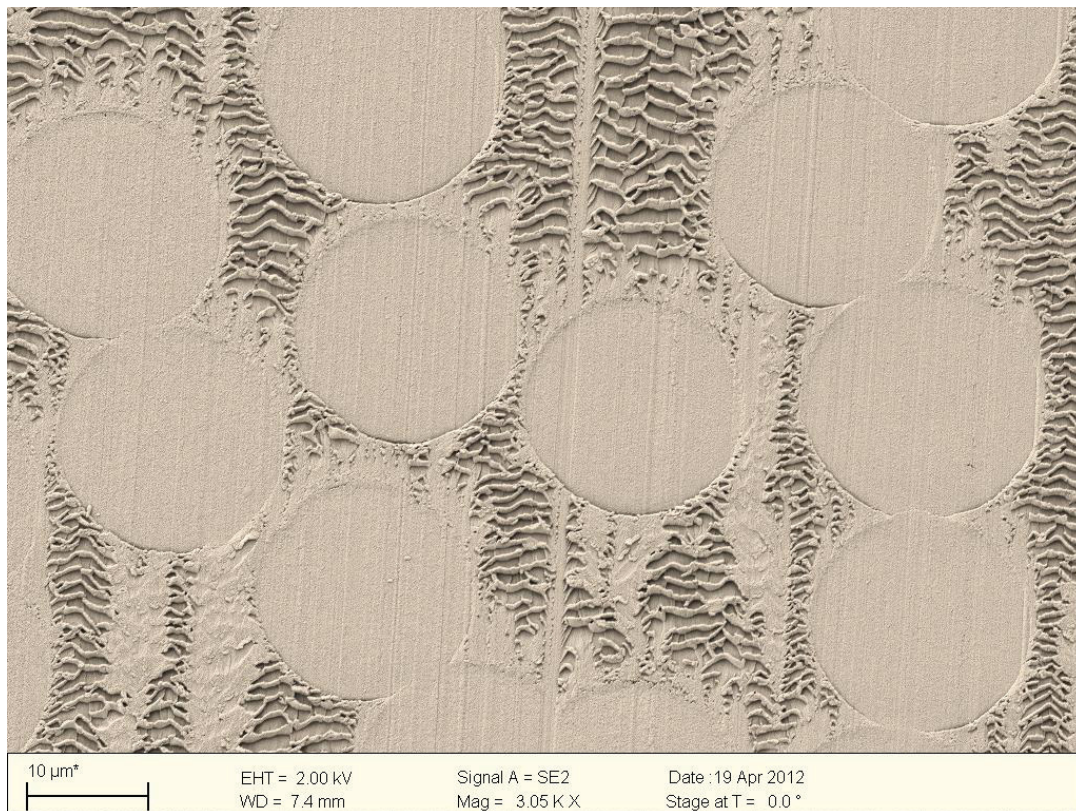 10 µm*
EHT = 2.00 kV
Signal A = SE2
Date :19 Apr 2012
WD = 7.4 mm
Mag = 3.05 K X
Stage at T = 0.0 °